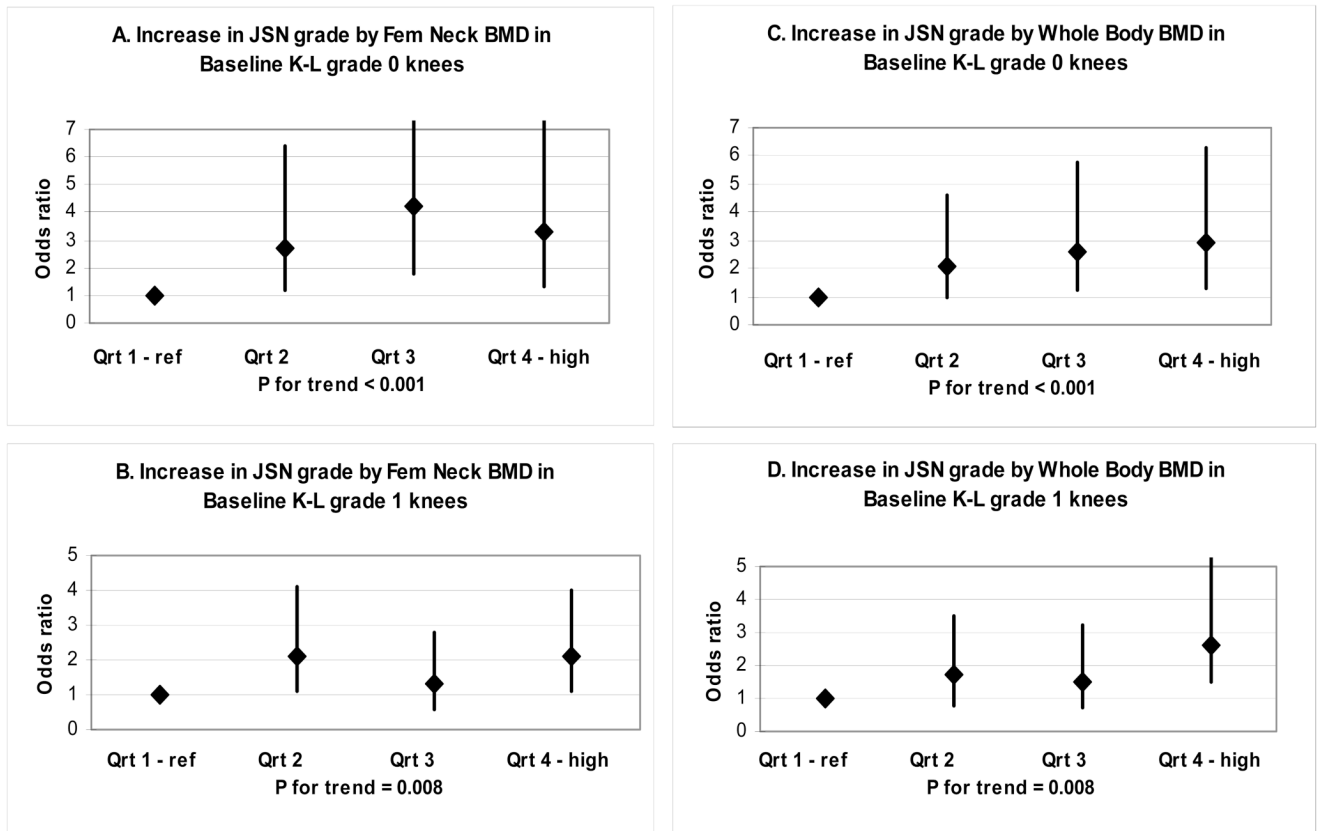 A. Increase in JSN grade by Fem Neck BMD in
Baseline K-L grade 0 knees
7
6
5
4
3
2
1
0
Odds ratio
Qrt 1 - ref Qrt 2 Qrt 3 Qrt 4 - high
P for trend < 0.001
C. Increase in JSN grade by Whole Body BMD in
Baseline K-L grade 0 knees
7
6
5
4
3
2
1
0
Odds ratio
Qrt 1 - ref Qrt 2 Qrt 3 Qrt 4 - high
P for trend < 0.001
B. Increase in JSN grade by Fem Neck BMD in
Baseline K-L grade 1 knees
5
4
3
2
1
0
Odds ratio
Qrt 1 - ref Qrt 2 Qrt 3 Qrt 4 - high
P for trend = 0.008
D. Increase in JSN grade by Whole Body BMD in
Baseline K-L grade 1 knees
5
4
3
2
1
0
Odds ratio
Qrt 1 - ref Qrt 2 Qrt 3 Qrt 4 - high
P for trend = 0.008